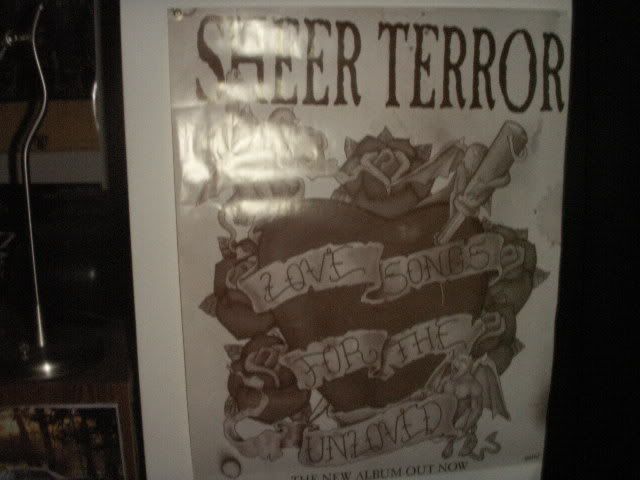 SHEER TERROR
LOVE SONGS
FOR THE
UNLOVED
THE NEW ALBUM OUT NOW